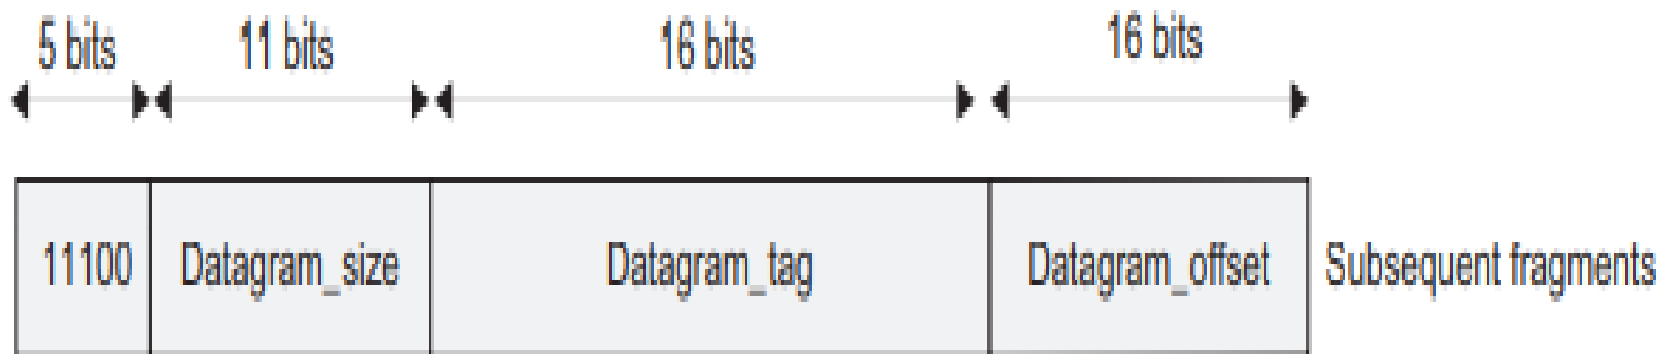 5 bits 11 bits 16 bits 16 bits
11100 Datagram_size Datagram_tag Datagram_offset Subsequent fragments